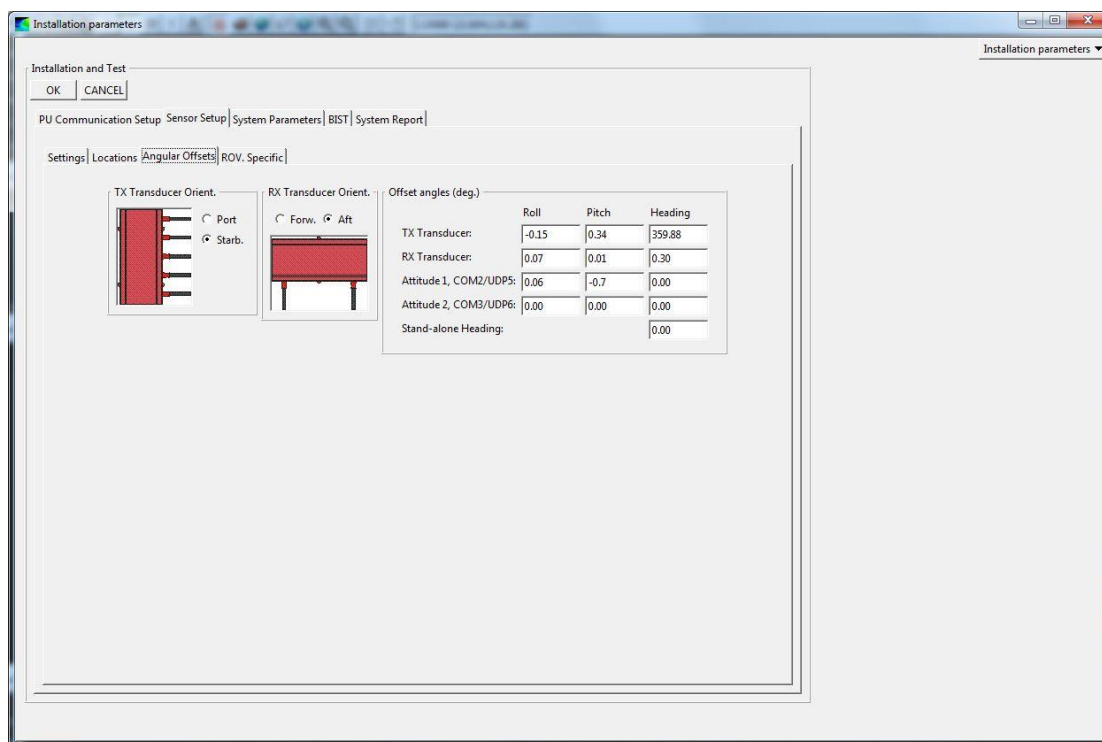 Installation parameters
Installation parameters
Installation and Test
OK CANCEL
PU Communication Setup Sensor Setup System Parameters BIST System Report
Settings Locations Angular Offsets ROV. Specific
TX Transducer Orient.
Port
Starb.
RX Transducer Orient.
Forw. Aft
Offset angles (deg.)
Roll Pitch Heading
TX Transducer: -0.15 0.34 359.88
RX Transducer: 0.07 0.01 0.30
Attitude 1, COM2/UDP5: 0.06 -0.7 0.00
Attitude 2, COM3/UDP6: 0.00 0.00 0.00
Stand-alone Heading: 0.00